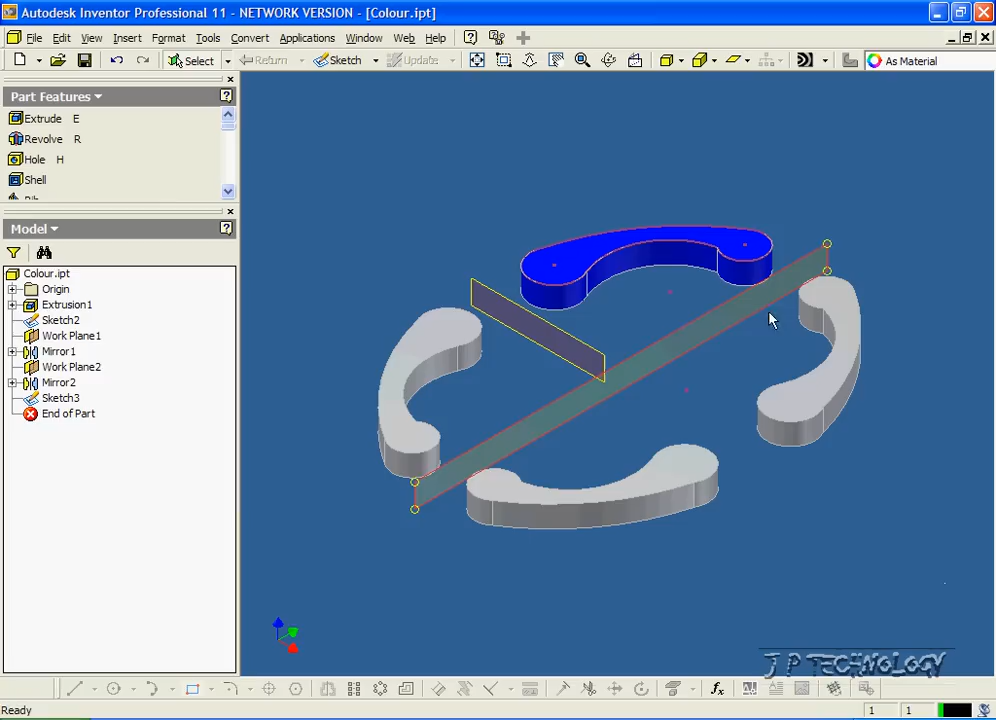 Autodesk Inventor Professional 11 - NETWORK VERSION - [Colour.ipt]
File Edit View Insert Format Tools Convert Applications Window Web Help
Select Return Sketch Update As Material
Part Features
Extrude E
Revolve R
Hole H
Shell
Model
Colour.ipt
Origin
Extrusion1
Sketch2
Work Plane1
Mirror1
Work Plane2
Mirror2
Sketch3
End of Part
J P TECHNOLOGY
Ready 1 1